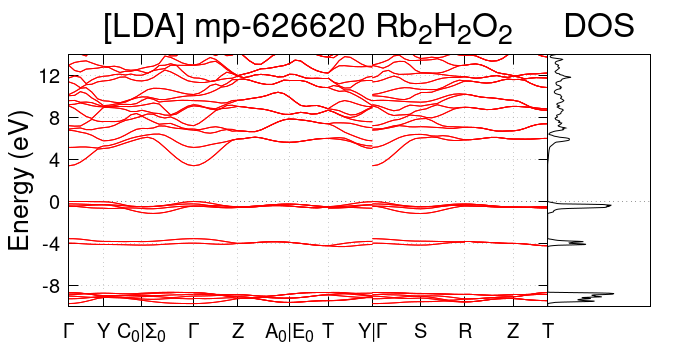 [LDA] mp-626620 Rb₂H₂O₂ DOS
Energy (eV)
12
8
4
0
-4
-8
Γ Y C₀|Σ₀ Γ Z A₀|E₀ T Y|Γ S R Z T